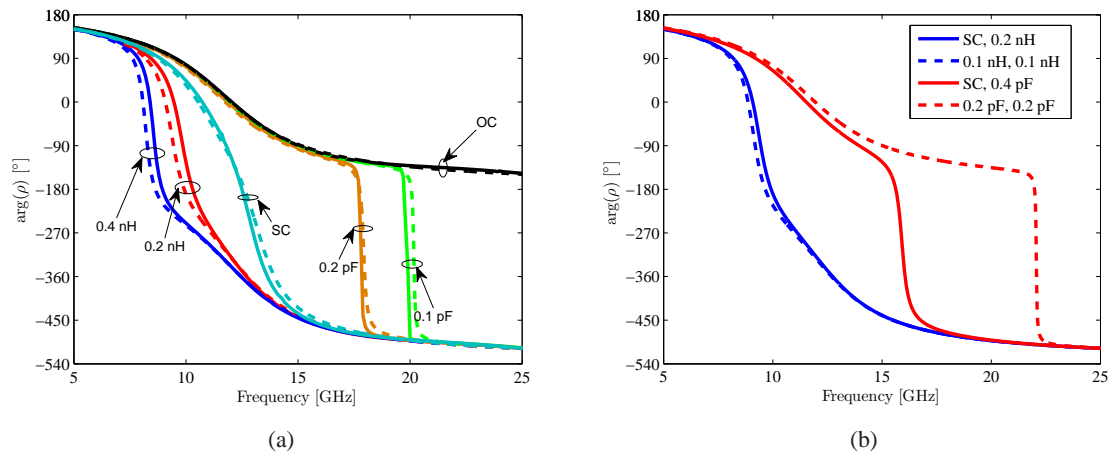 180
90
0
−90
−180
−270
−360
−450
−540
arg(ρ) [°]
5 10 15 20 25
Frequency [GHz]
0.4 nH
0.2 nH
SC
0.2 pF
0.1 pF
OC
(a)
180
90
0
−90
−180
−270
−360
−450
−540
arg(ρ) [°]
5 10 15 20 25
Frequency [GHz]
SC, 0.2 nH
0.1 nH, 0.1 nH
SC, 0.4 pF
0.2 pF, 0.2 pF
(b)